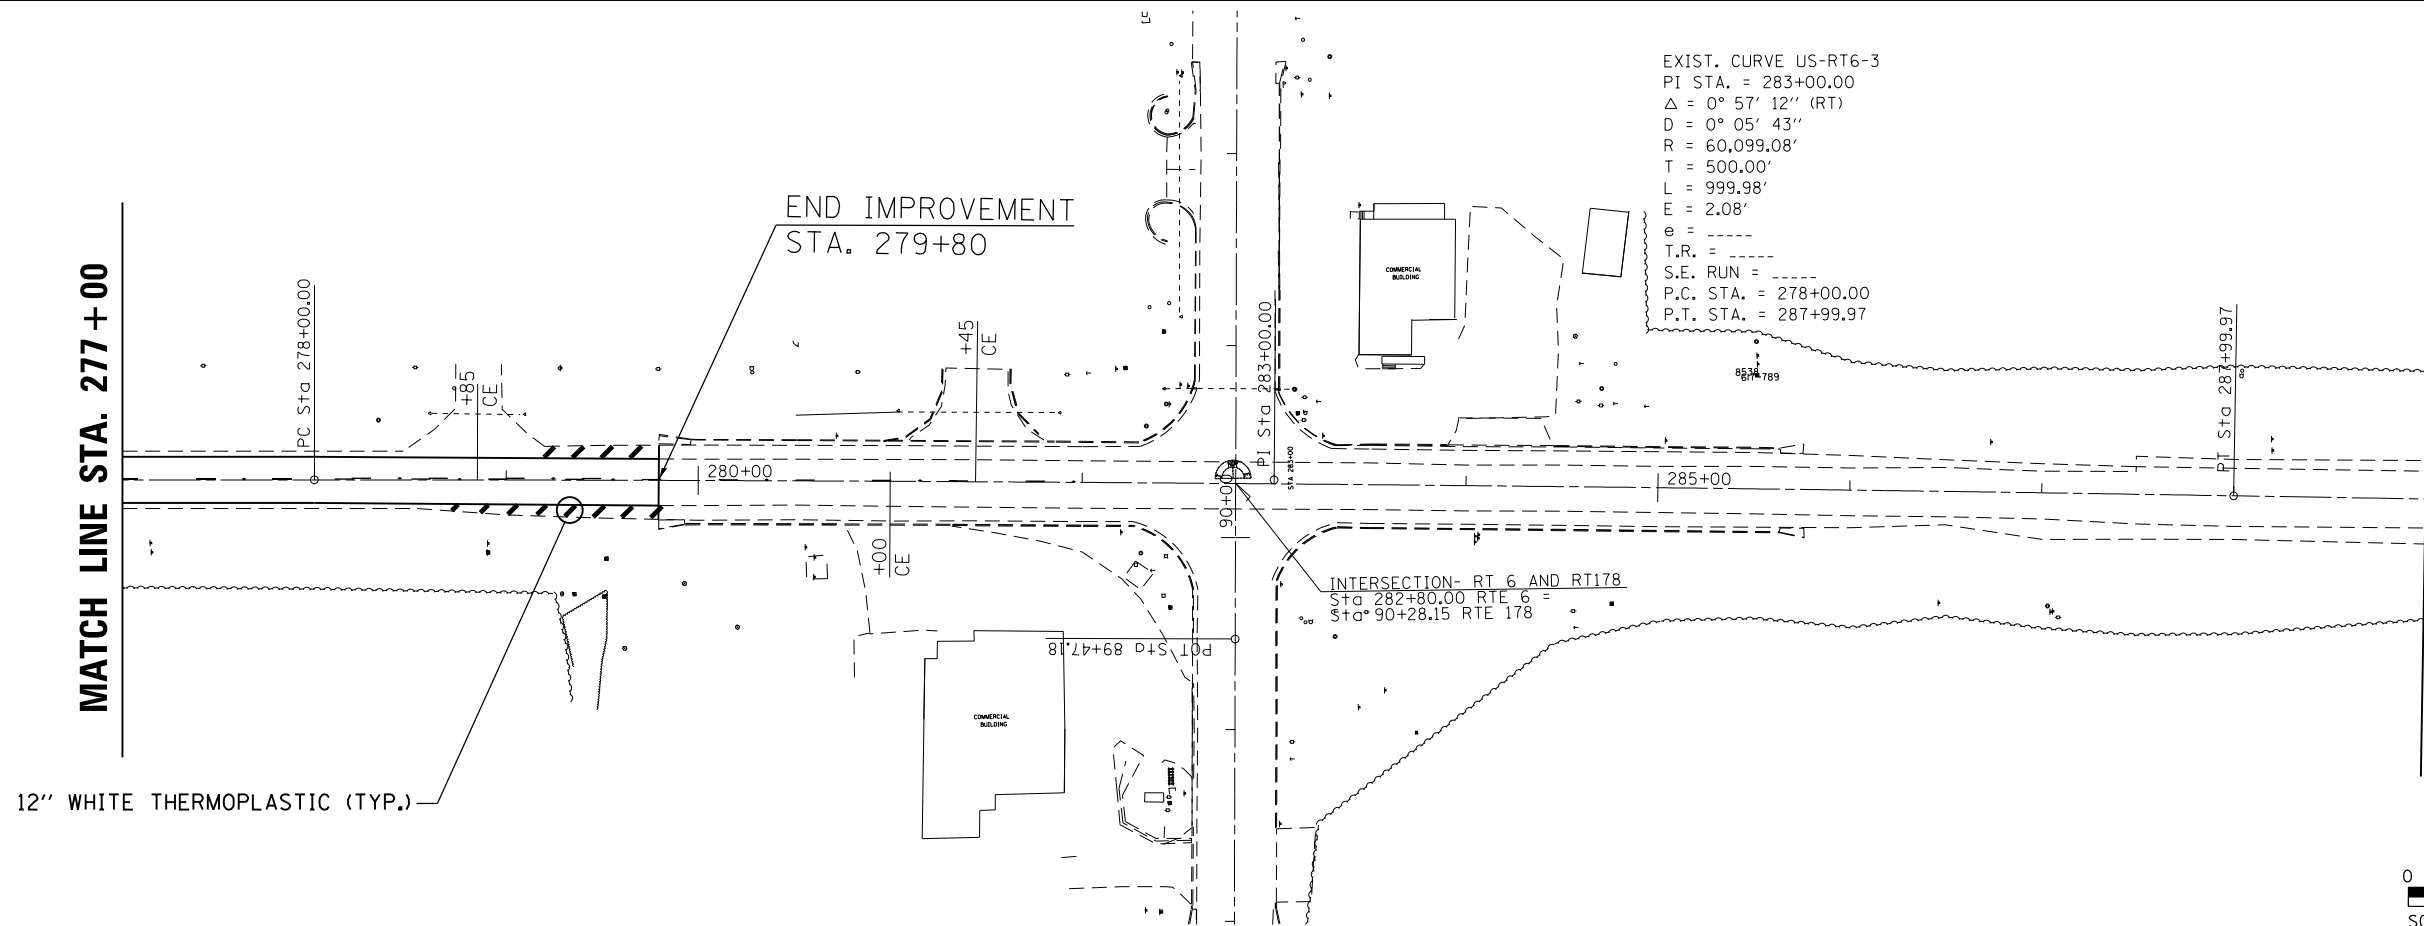 EXIST. CURVE US-RT6-3
PI STA. = 283+00.00
Δ = 0° 57' 12'' (RT)
D = 0° 05' 43''
R = 60,099.08'
T = 500.00'
L = 999.98'
E = 2.08'
e = _____
T.R. = _____
S.E. RUN = _____
P.C. STA. = 278+00.00
P.T. STA. = 287+99.97
END IMPROVEMENT
STA. 279+80
MATCH LINE STA. 277+00
PC Sta 278+00.00
+85
CE
+45
CE
PI Sta 283+00.00
STA 283+00
COMMERCIAL
BUILDING
PT Sta 287+99.97
280+00
285+00
90+00
+00
CE
INTERSECTION- RT 6 AND RT178
Sta 282+80.00 RTE 6 =
Sta 90+28.15 RTE 178
POT Sta 89+47.18
COMMERCIAL
BUILDING
12'' WHITE THERMOPLASTIC (TYP.)
0